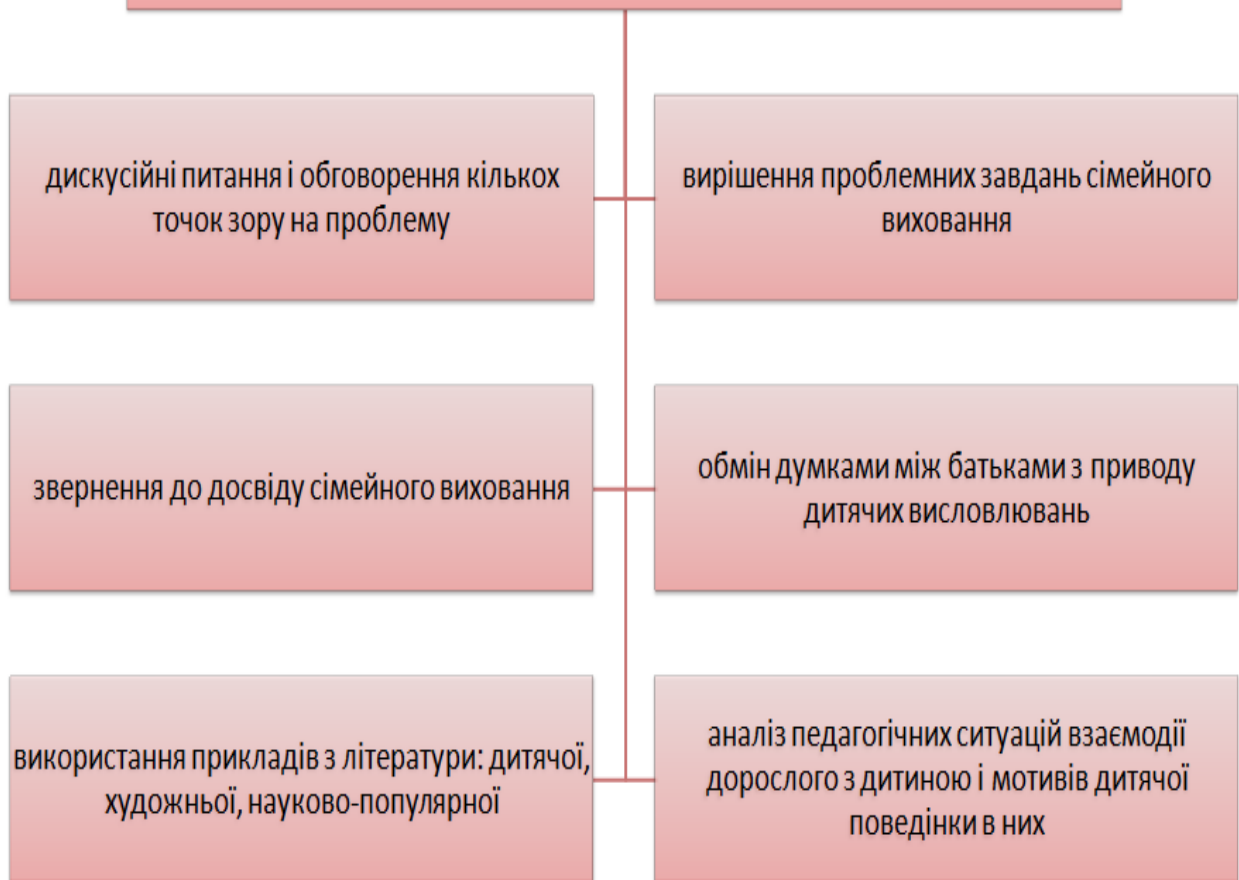 дискусійні питання і обговорення кількох
точок зору на проблему
вирішення проблемних завдань сімейного
виховання
звернення до досвіду сімейного виховання
обмін думками між батьками з приводу
дитячих висловлювань
використання прикладів з літератури: дитячої,
художньої, науково-популярної
аналіз педагогічних ситуацій взаємодії
дорослого з дитиною і мотивів дитячої
поведінки в них